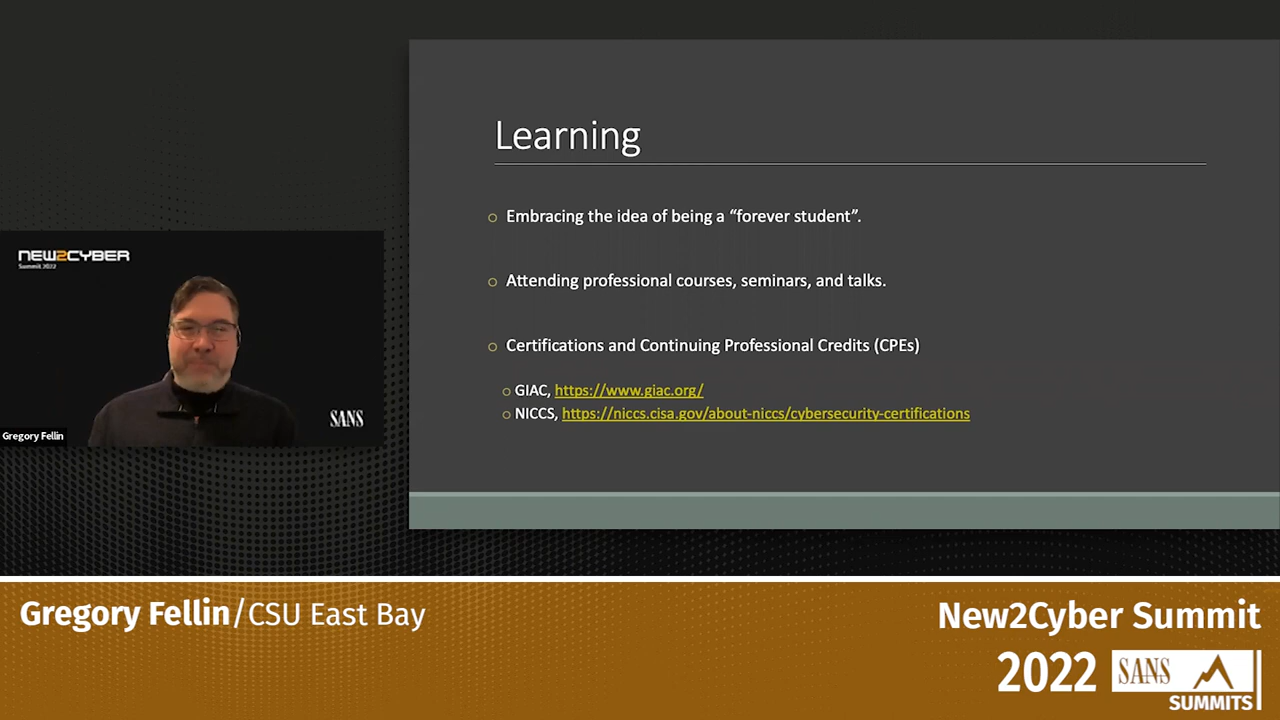 Learning
Embracing the idea of being a “forever student”.
Attending professional courses, seminars, and talks.
Certifications and Continuing Professional Credits (CPEs)
GIAC, https://www.giac.org/
NICCS, https://niccs.cisa.gov/about-niccs/cybersecurity-certifications
NEW2CYBER
Summit 2022
SANS
Gregory Fellin
Gregory Fellin/CSU East Bay
New2Cyber Summit
2022
SANS
SUMMITS